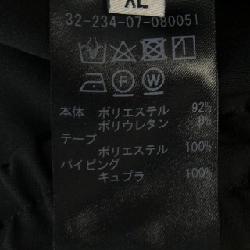 XL
32-234-07-080051
本体 ポリエステル 92%
ポリウレタン 8%
テープ
ポリエステル 100%
パイピング
キュプラ 100%